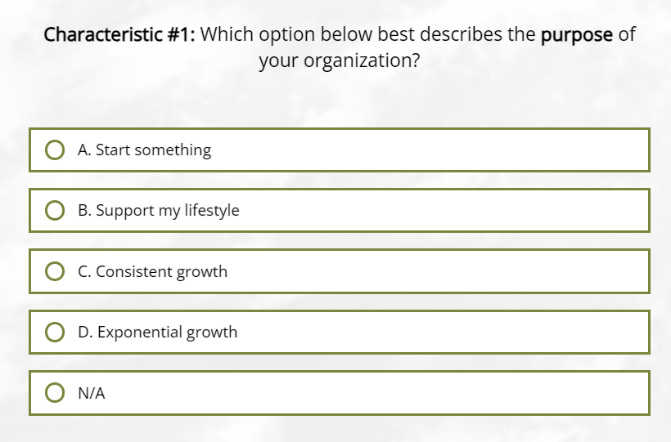 Characteristic #1: Which option below best describes the purpose of
your organization?
A. Start something
B. Support my lifestyle
C. Consistent growth
D. Exponential growth
N/A